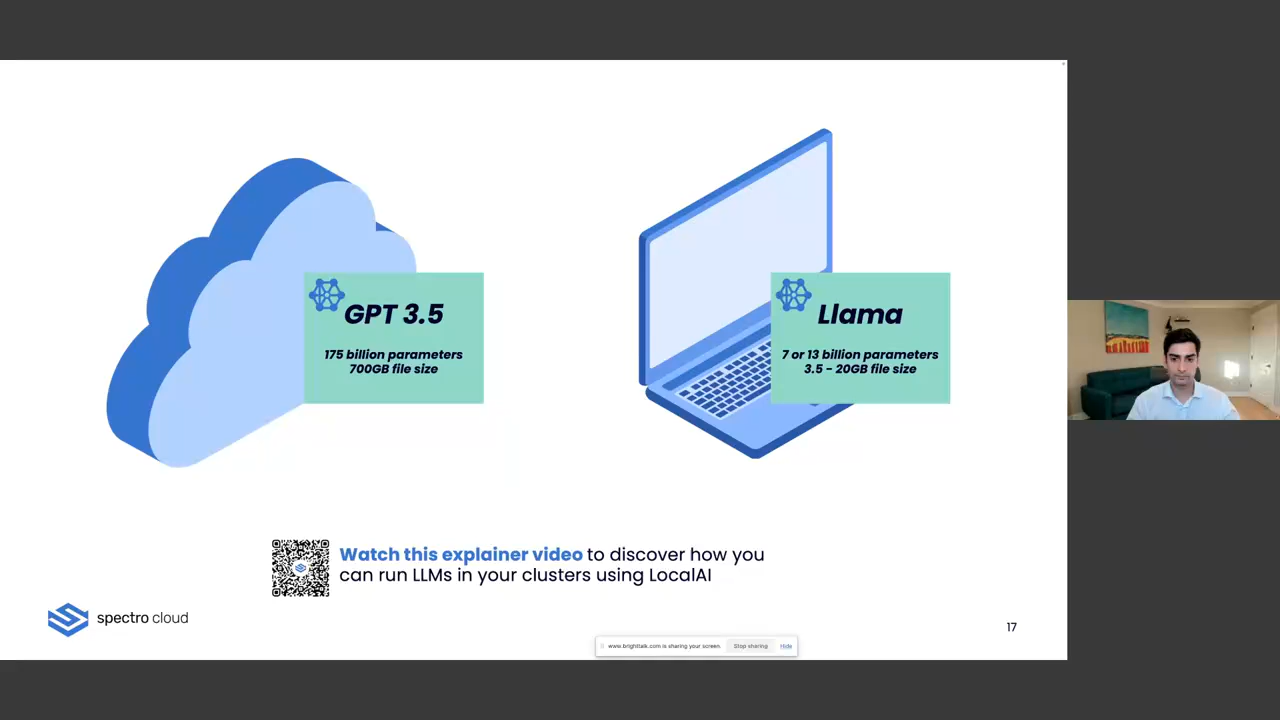 GPT 3.5
175 billion parameters
700GB file size
Llama
7 or 13 billion parameters
3.5 - 20GB file size
Watch this explainer video to discover how you
can run LLMs in your clusters using LocalAI
spectro cloud
17
www.brighttalk.com is sharing your screen. Stop sharing Hide